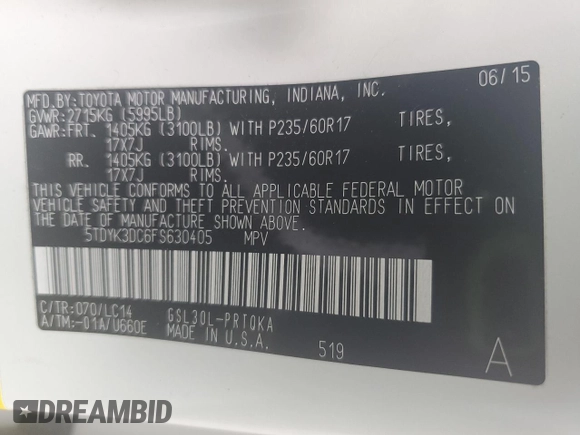 MFD.BY:TOYOTA MOTOR MANUFACTURING, INDIANA, INC. 06/15
GVWR:2715KG (5995LB)
GAWR:FRT. 1405KG (3100LB) WITH P235/60R17 TIRES,
17X7J RIMS.
RR. 1405KG (3100LB) WITH P235/60R17 TIRES,
17X7J RIMS.
THIS VEHICLE CONFORMS TO ALL APPLICABLE FEDERAL MOTOR
VEHICLE SAFETY AND THEFT PREVENTION STANDARDS IN EFFECT ON
THE DATE OF MANUFACTURE SHOWN ABOVE.
5TDYK3DC6FS630405 MPV
C/TR:070/LC14 GSL30L-PRTQKA
A/TM:-01A/U660E MADE IN U.S.A.
519 A
DREAMBID